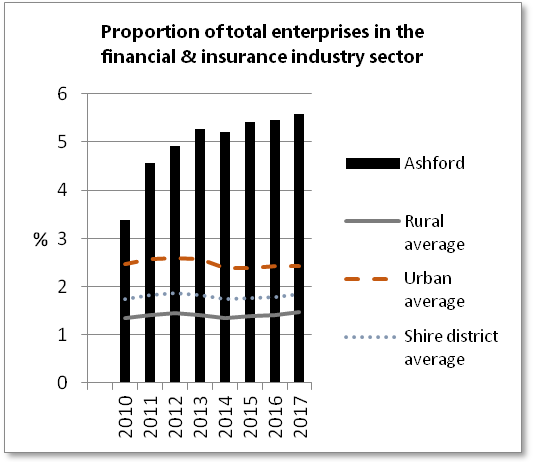 Proportion of total enterprises in the
financial & insurance industry sector
6
5
4
3
2
1
0
%
2010
2011
2012
2013
2014
2015
2016
2017
Ashford
Rural
average
Urban
average
Shire district
average